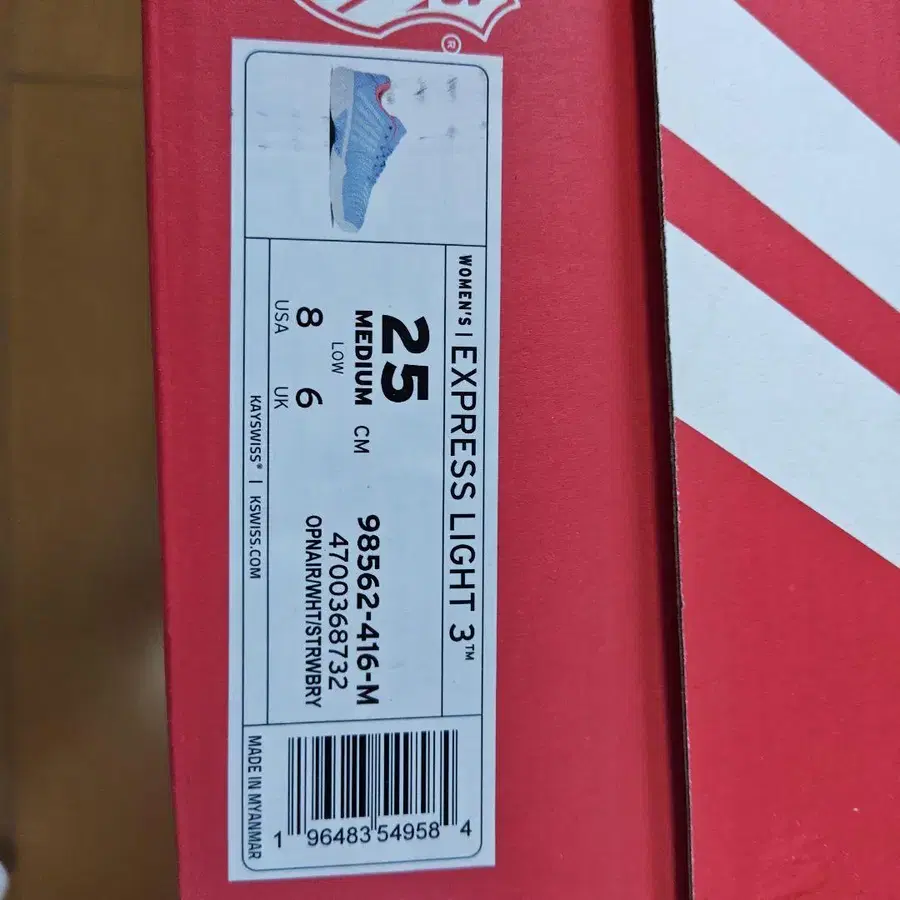 ®
WOMEN'S | EXPRESS LIGHT 3™
25 CM
MEDIUM
LOW
8 6
USA UK
98562-416-M
4700368732
OPNAIR/WHT/STRWBRY
KAYSWISS® | KSWISS.COM
1 96483 54958 4
MADE IN MYANMAR